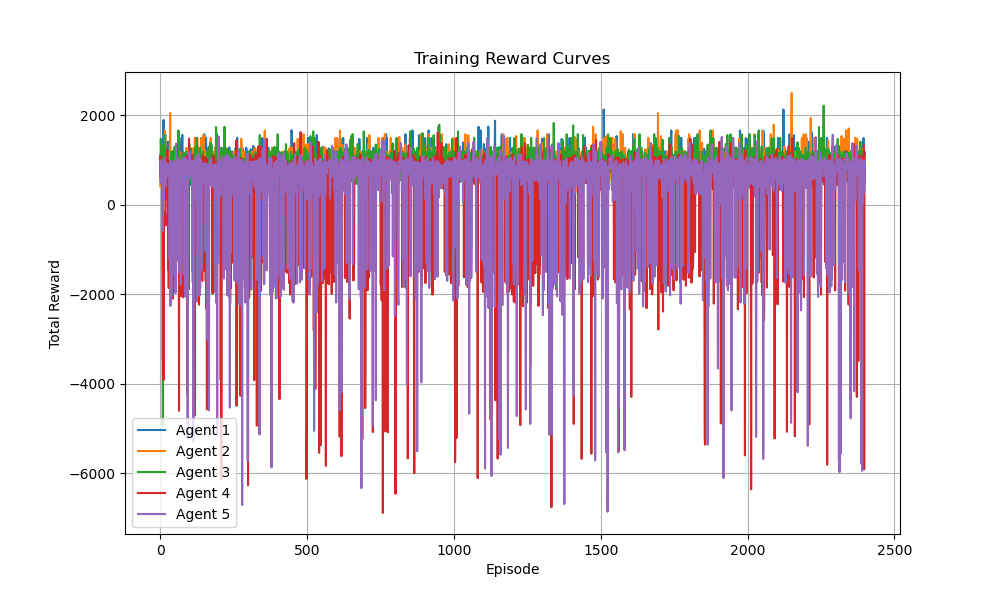 Training Reward Curves
Total Reward
2000
0
−2000
−4000
−6000
Agent 1
Agent 2
Agent 3
Agent 4
Agent 5
0 500 1000 1500 2000 2500
Episode